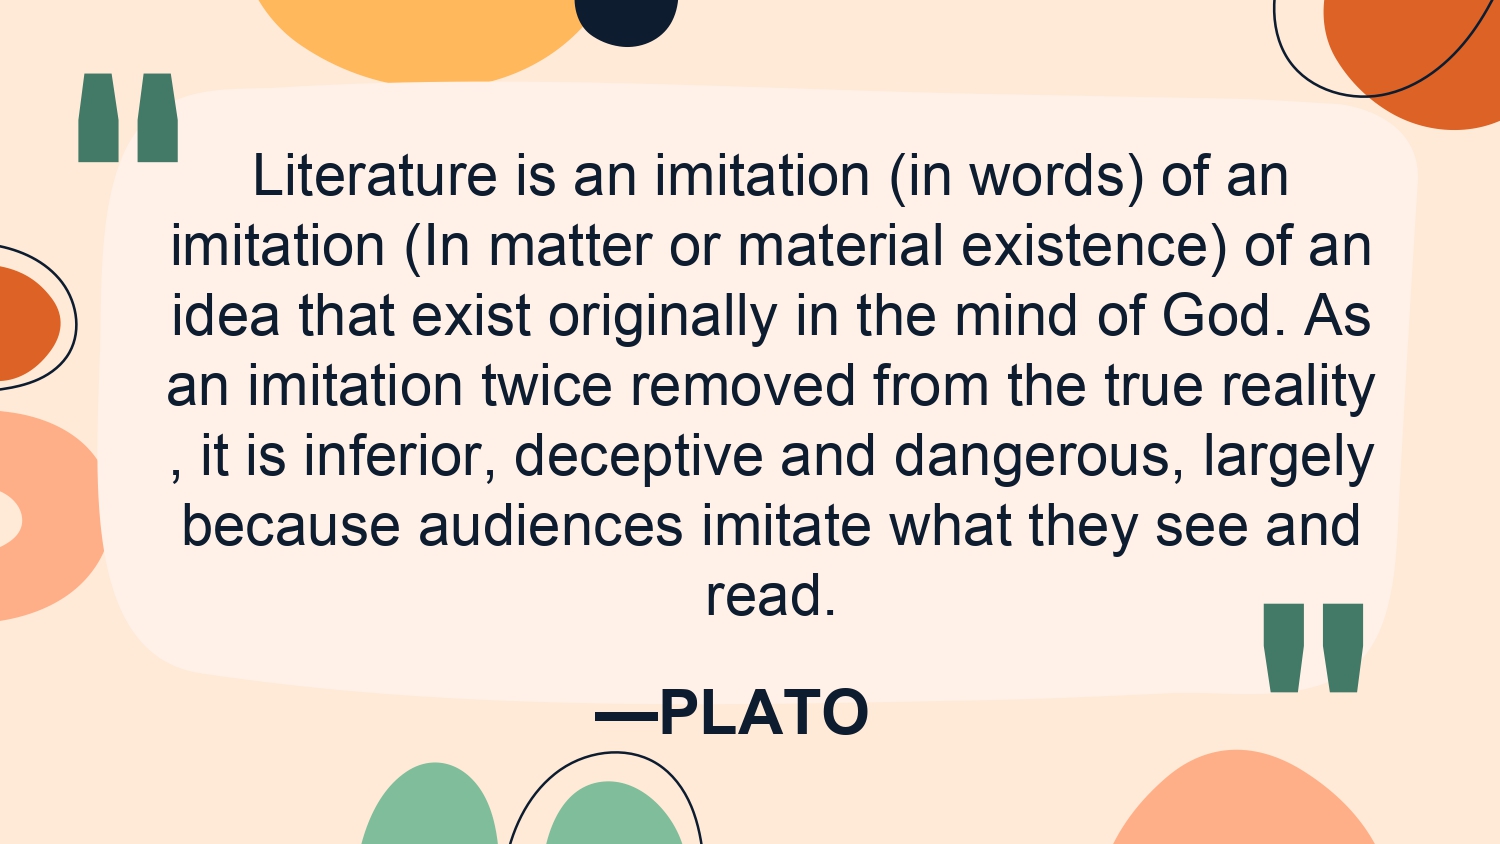 "
Literature is an imitation (in words) of an
imitation (In matter or material existence) of an
idea that exist originally in the mind of God. As
an imitation twice removed from the true reality
, it is inferior, deceptive and dangerous, largely
because audiences imitate what they see and
read.
"
—PLATO